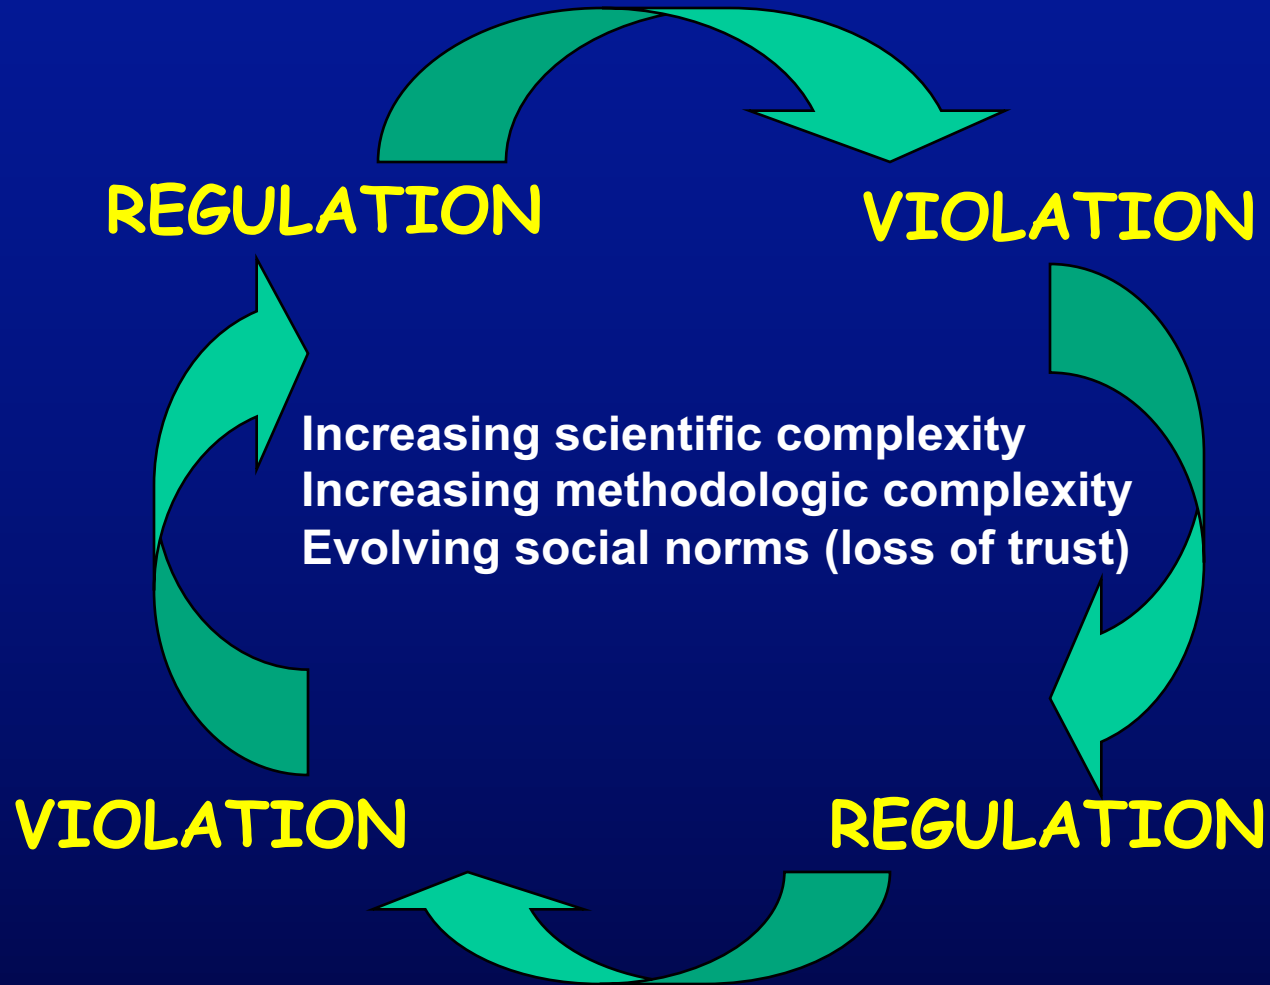 REGULATION
VIOLATION
Increasing scientific complexity
Increasing methodologic complexity
Evolving social norms (loss of trust)
VIOLATION
REGULATION